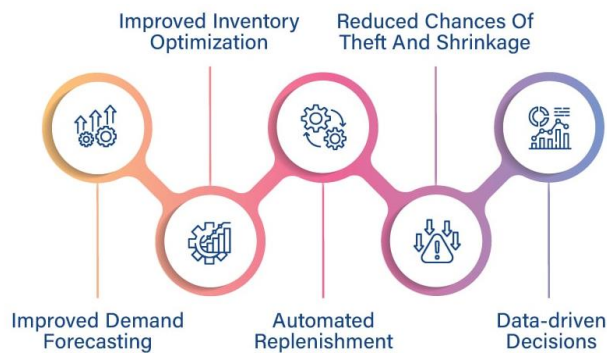 Improved Inventory
Optimization
Reduced Chances Of
Theft And Shrinkage
Improved Demand
Forecasting
Automated
Replenishment
Data-driven
Decisions